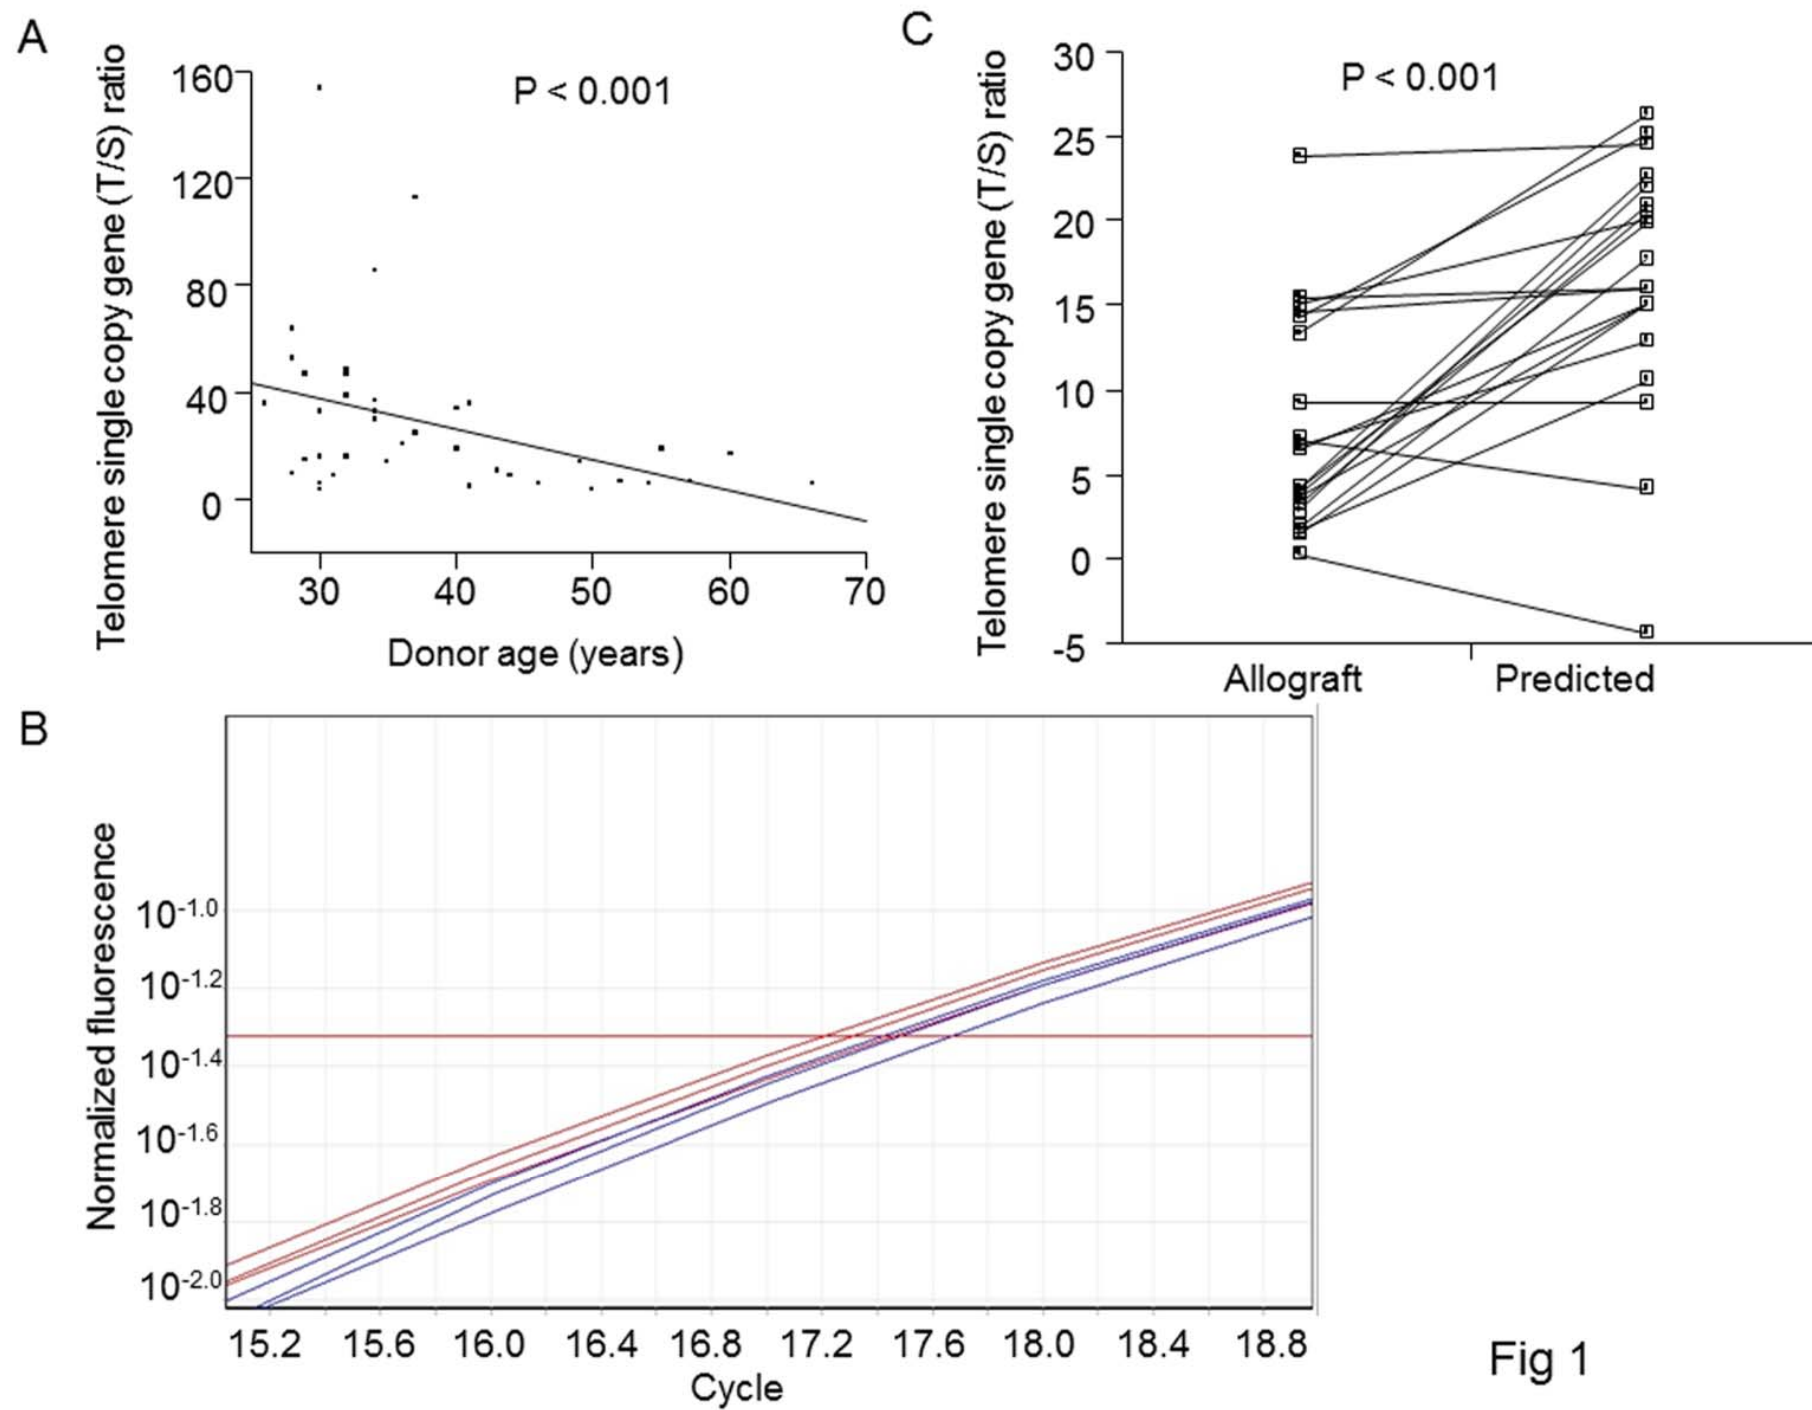 A
Telomere single copy gene (T/S) ratio
P < 0.001
160
120
80
40
0
30 40 50 60 70
Donor age (years)
C
Telomere single copy gene (T/S) ratio
P < 0.001
30
25
20
15
10
5
0
-5
Allograft Predicted
B
Normalized fluorescence
10-1.0
10-1.2
10-1.4
10-1.6
10-1.8
10-2.0
15.2 15.6 16.0 16.4 16.8 17.2 17.6 18.0 18.4 18.8
Cycle
Fig 1